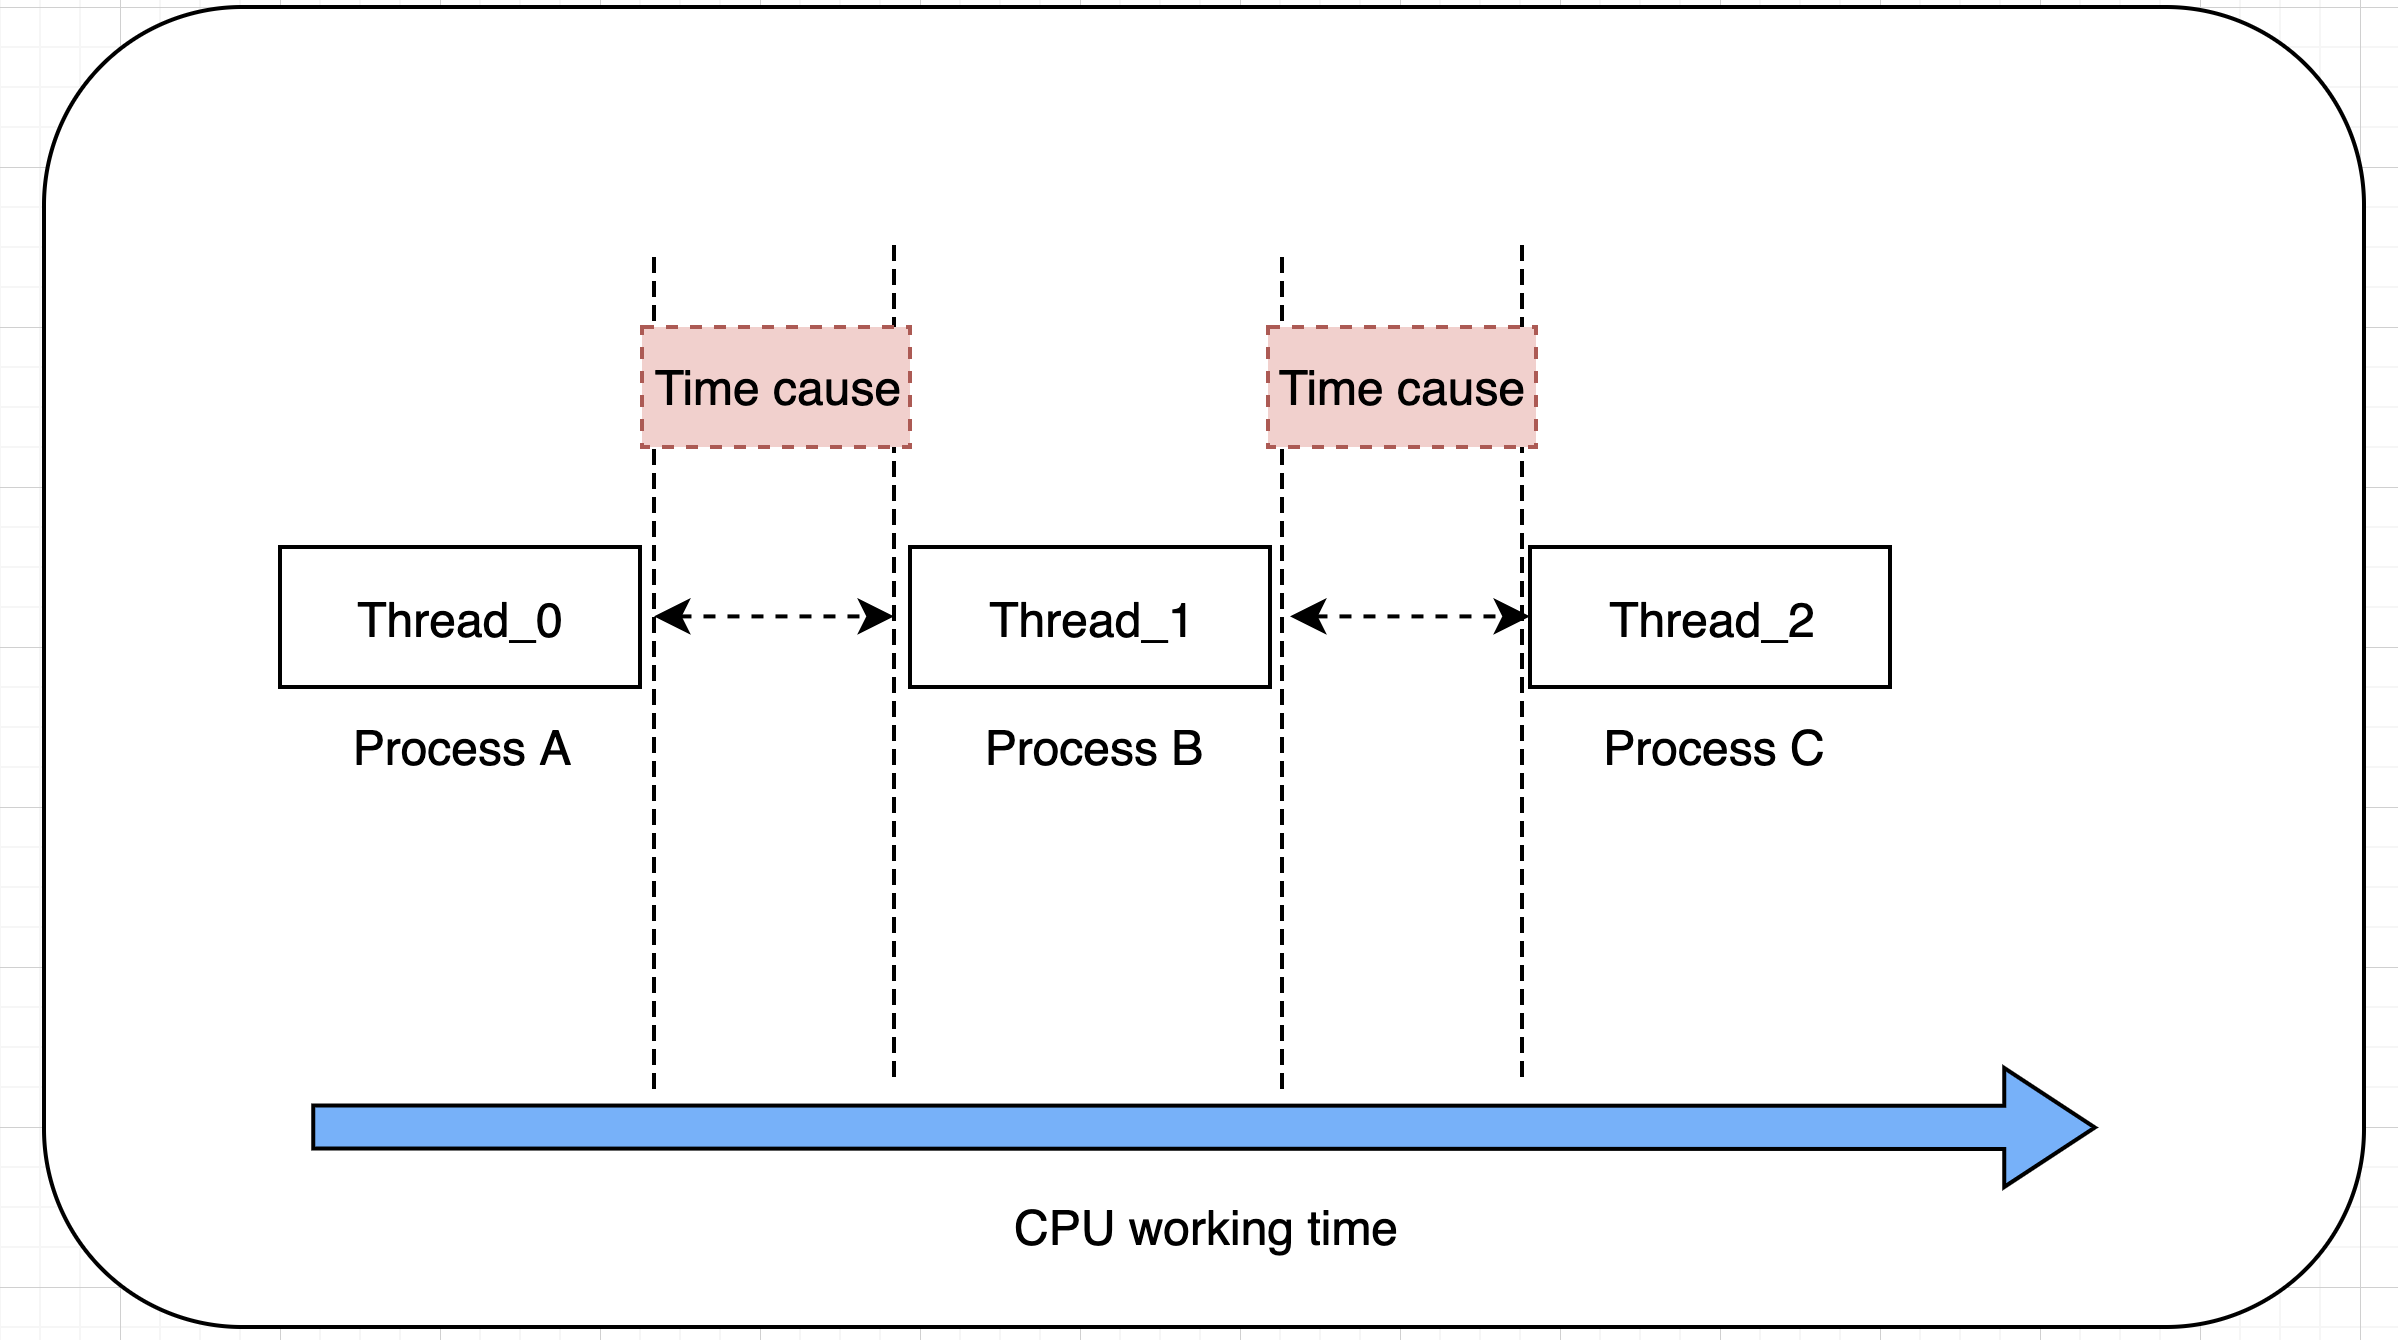 Time cause
Time cause
Thread_0
Thread_1
Thread_2
Process A
Process B
Process C
CPU working time